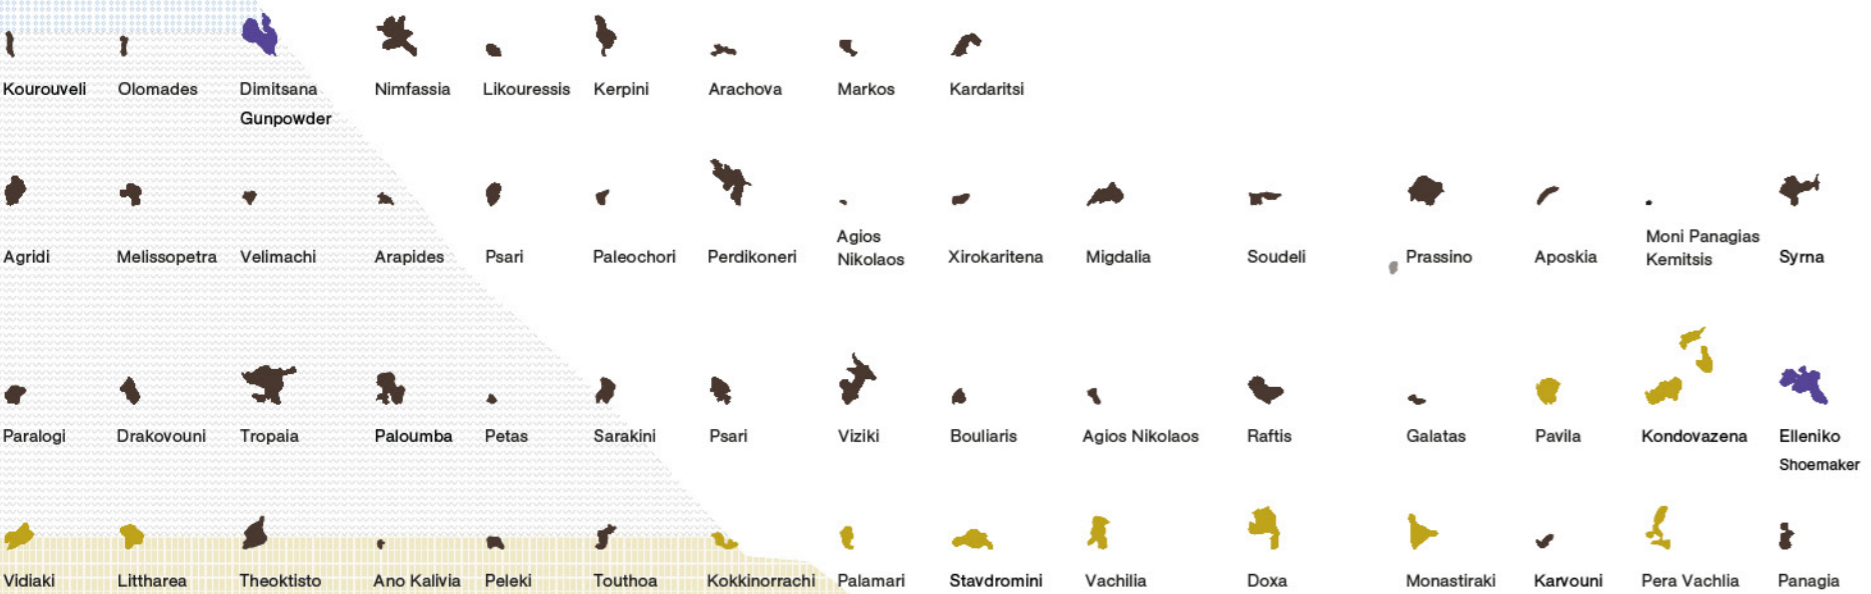 Kourouveli Olomades Dimitsana Nimfassia Likouressis Kerpini Arachova Markos Kardaritsi
Gunpowder
Agios Moni Panagias
Agridi Melissopetra Velimachi Arapides Psari Paleochori Perdikoneri Nikolaos Xirokaritena Migdalia Soudeli Prassino Aposkia Kemitsis Syrna
Paralogi Drakovouni Tropaia Paloumba Petas Sarakini Psari Viziki Bouliaris Agios Nikolaos Raftis Galatas Pavila Kondovazena Elleniko
Shoemaker
Vidiaki Littharea Theoktisto Ano Kalivia Peleki Touthoa Kokkinorrachi Palamari Stavdromini Vachilia Doxa Monastiraki Karvouni Pera Vachlia Panagia